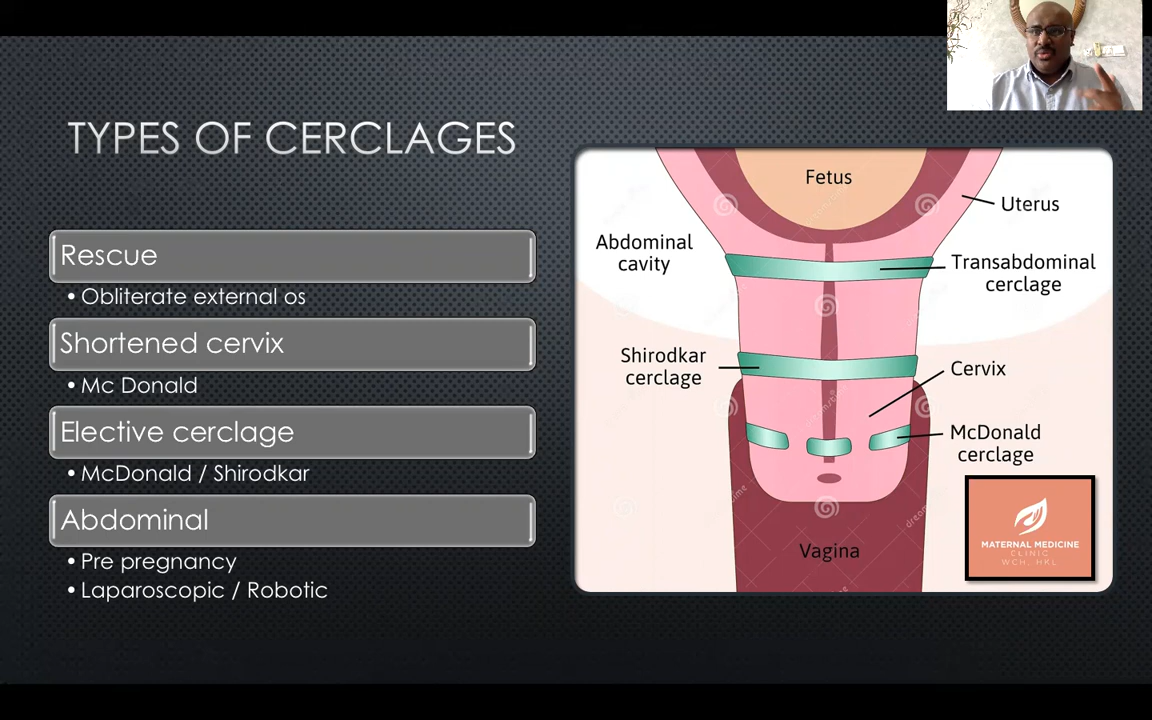 TYPES OF CERCLAGES
Rescue
• Obliterate external os
Shortened cervix
• Mc Donald
Elective cerclage
• McDonald / Shirodkar
Abdominal
• Pre pregnancy
• Laparoscopic / Robotic
Fetus
Uterus
Abdominal
cavity
Transabdominal
cerclage
Shirodkar
cerclage
Cervix
McDonald
cerclage
Vagina
MATERNAL MEDICINE
CLINIC
WCH, HKL